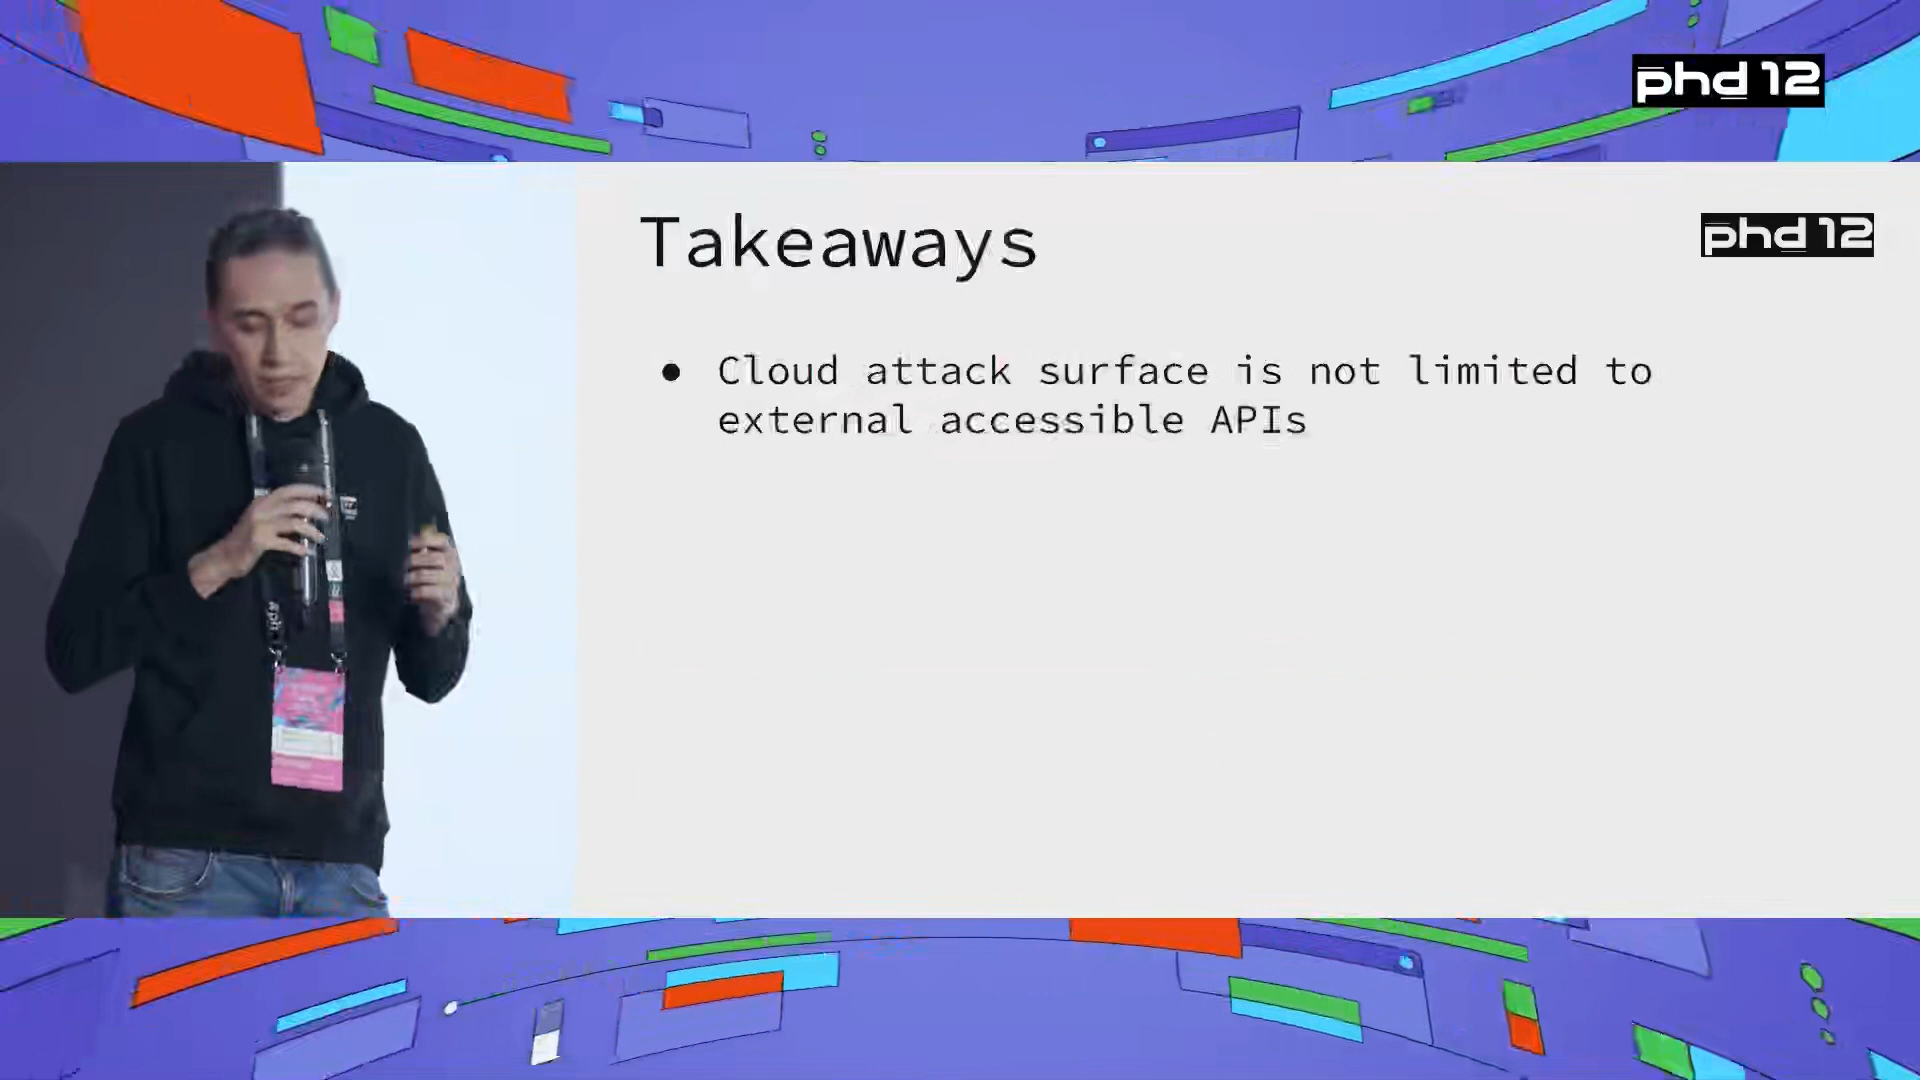 phd 12
Takeaways
phd 12
● Cloud attack surface is not limited to
external accessible APIs